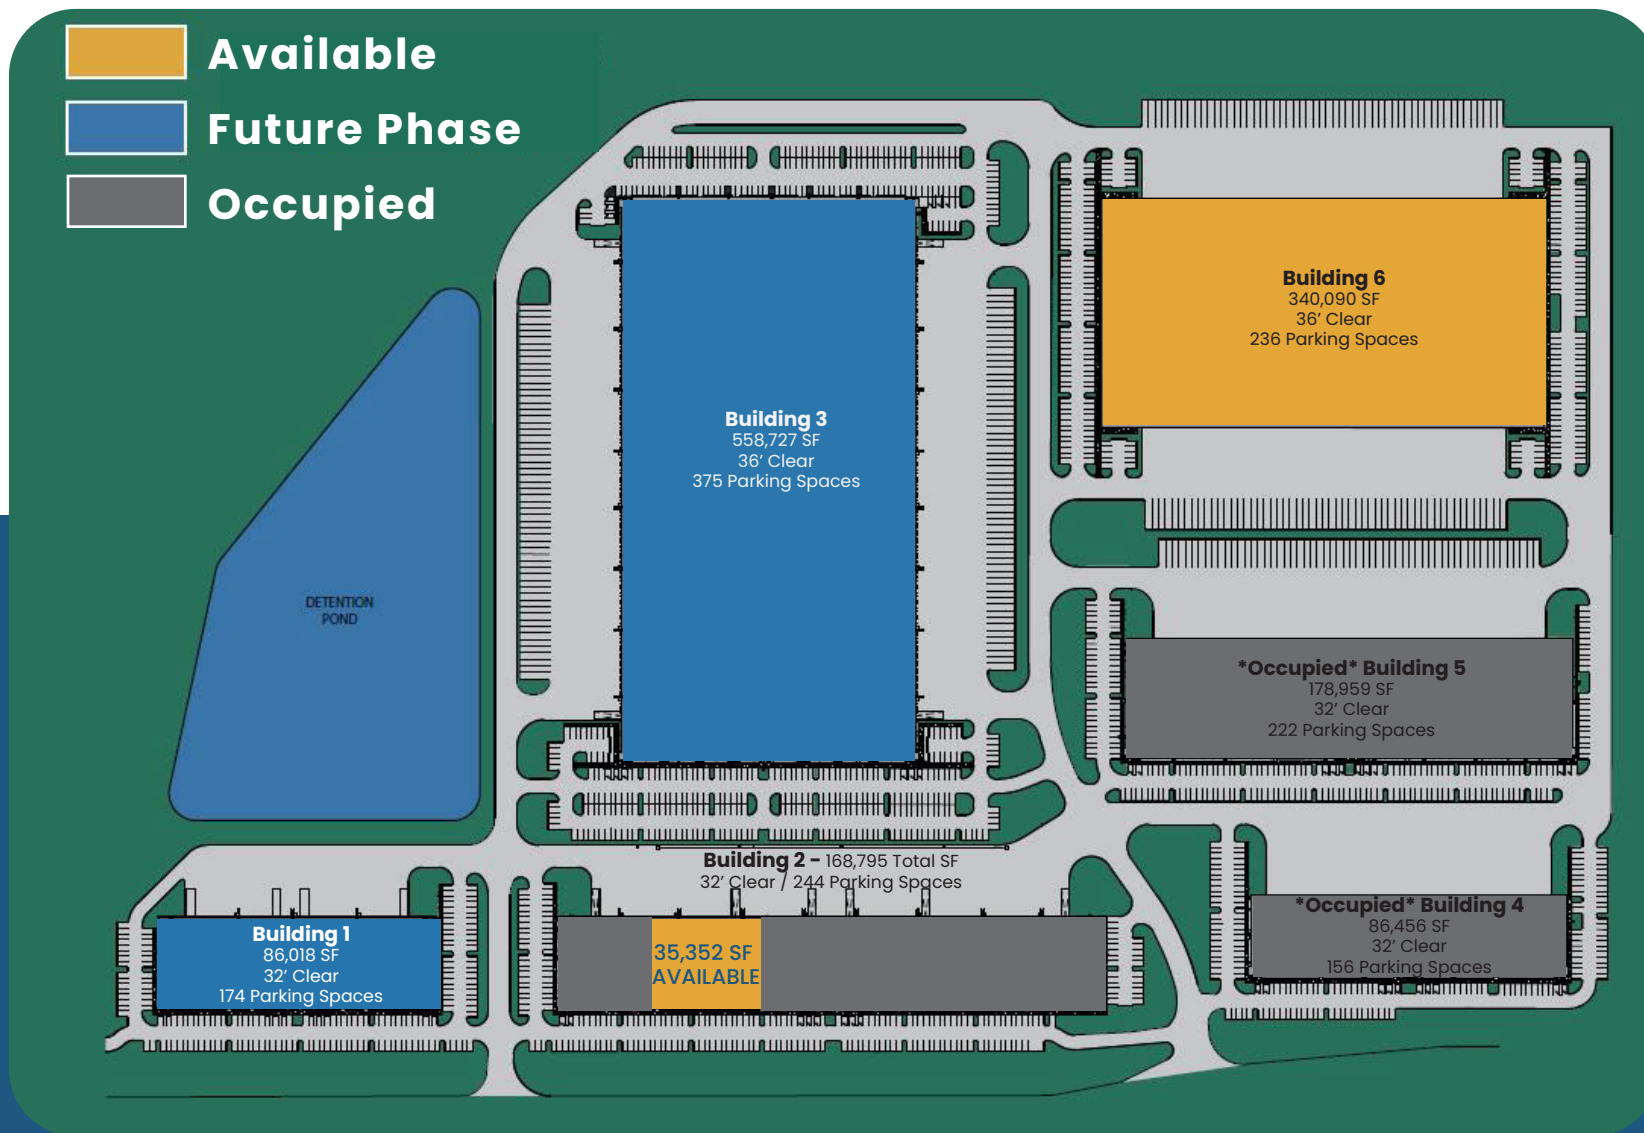 Available
Future Phase
Occupied
Building 6
340,090 SF
36’ Clear
236 Parking Spaces
Building 3
558,727 SF
36’ Clear
375 Parking Spaces
DETENTION
POND
*Occupied* Building 5
178,959 SF
32’ Clear
222 Parking Spaces
Building 2 – 168,795 Total SF
32’ Clear / 244 Parking Spaces
Building 1
86,018 SF
32’ Clear
174 Parking Spaces
35,352 SF
AVAILABLE
*Occupied* Building 4
86,456 SF
32’ Clear
156 Parking Spaces